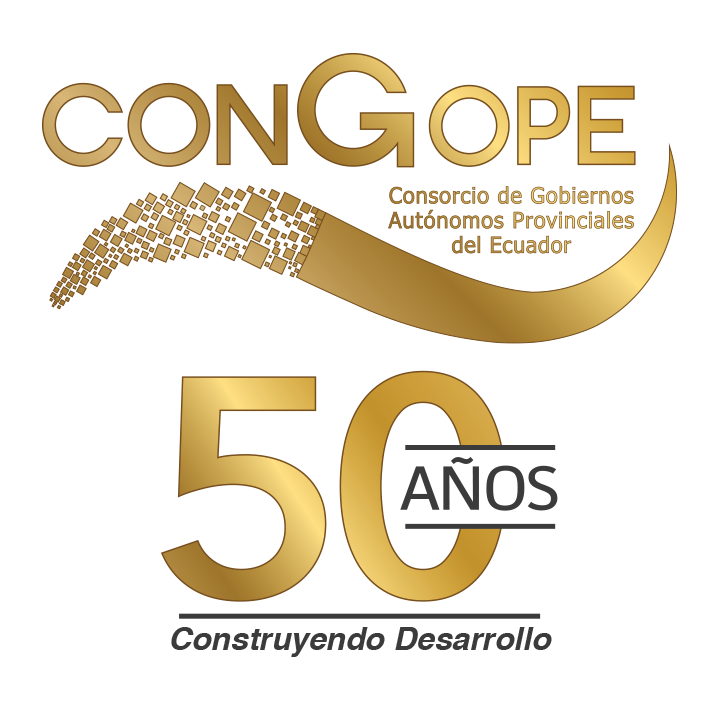 CONGOPE
Consorcio de Gobiernos
Autónomos Provinciales
del Ecuador
50
AÑOS
Construyendo Desarrollo